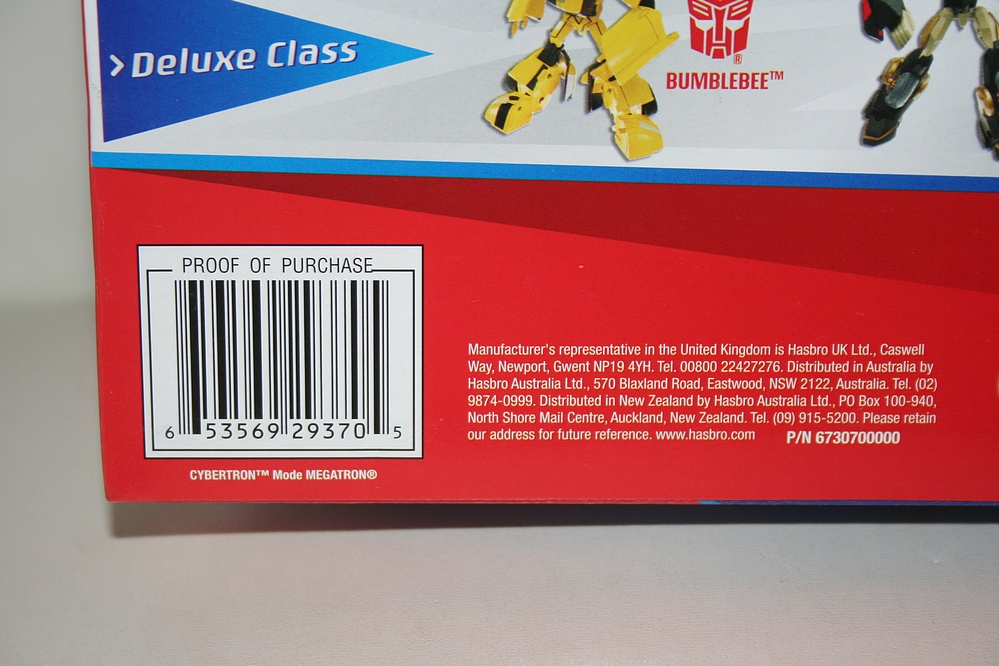 > Deluxe Class
®
BUMBLEBEE™
PROOF OF PURCHASE
6 53569 29370 5
CYBERTRON™ Mode MEGATRON®
Manufacturer's representative in the United Kingdom is Hasbro UK Ltd., Caswell
Way, Newport, Gwent NP19 4YH. Tel. 00800 22427276. Distributed in Australia by
Hasbro Australia Ltd., 570 Blaxland Road, Eastwood, NSW 2122, Australia. Tel. (02)
9874-0999. Distributed in New Zealand by Hasbro Australia Ltd., PO Box 100-940,
North Shore Mail Centre, Auckland, New Zealand. Tel. (09) 915-5200. Please retain
our address for future reference. www.hasbro.com P/N 6730700000